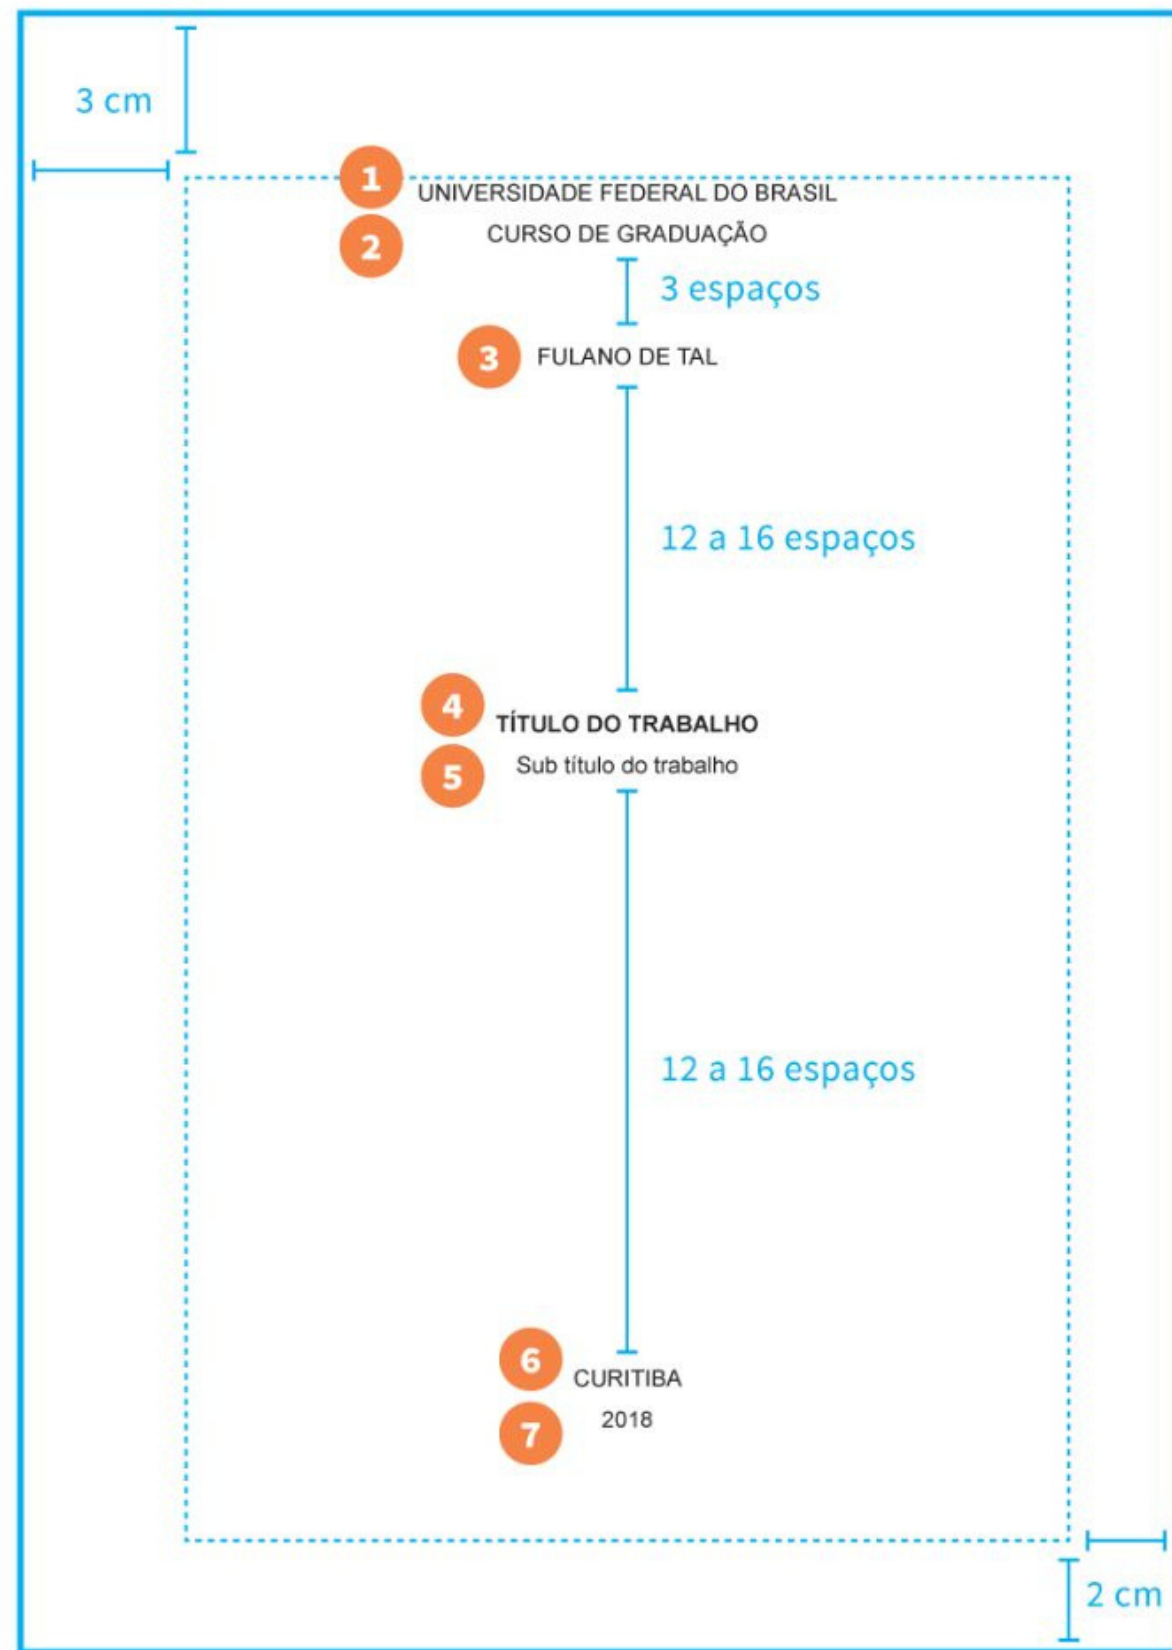 3 cm
1
UNIVERSIDADE FEDERAL DO BRASIL
2
CURSO DE GRADUAÇÃO
3 espaços
3
FULANO DE TAL
12 a 16 espaços
4
TÍTULO DO TRABALHO
5
Sub título do trabalho
12 a 16 espaços
6
CURITIBA
7
2018
2 cm